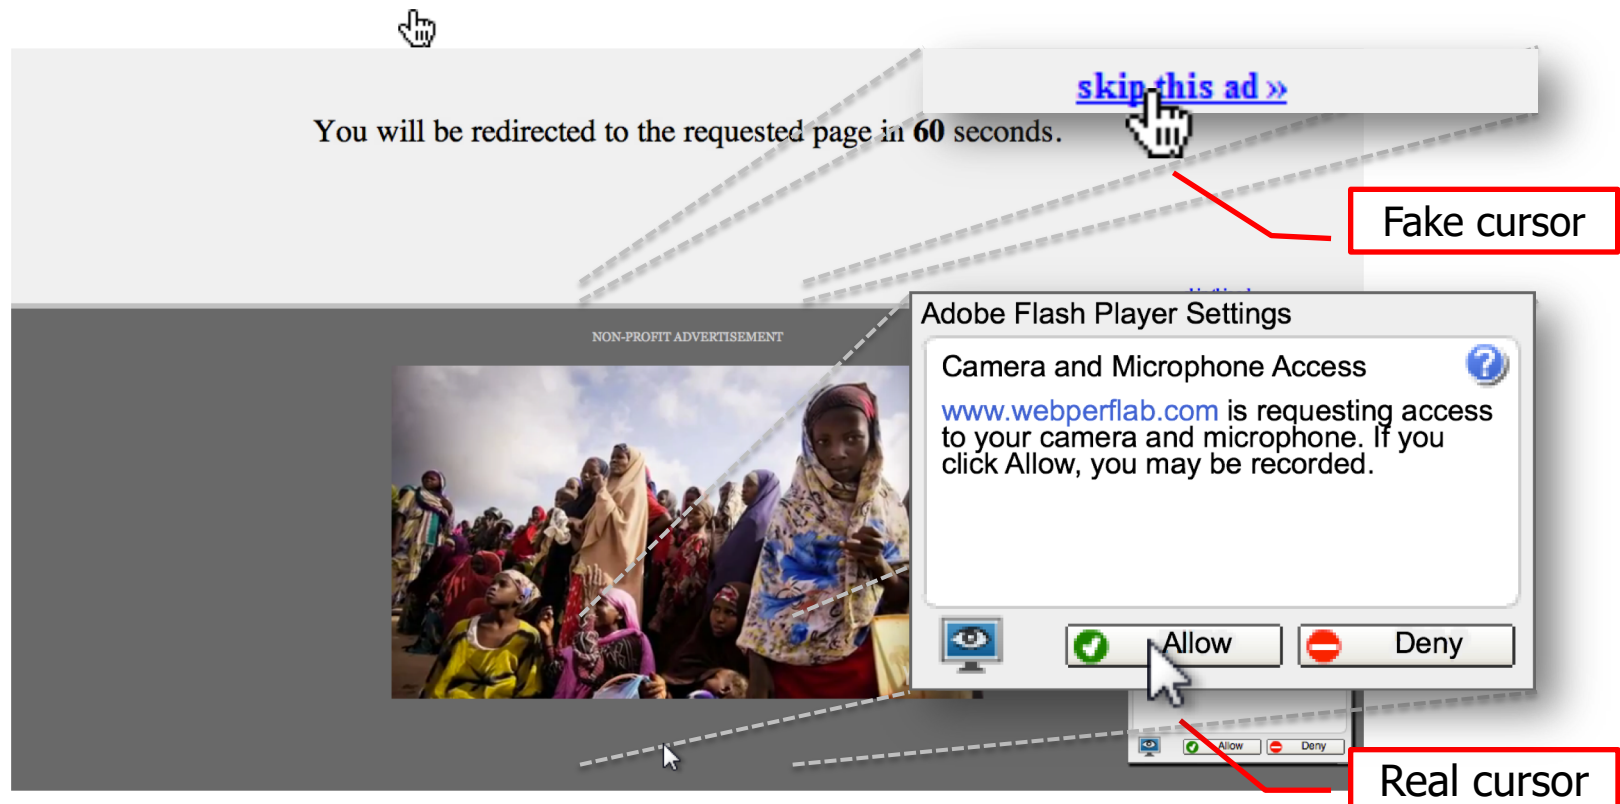 skip this ad »
You will be redirected to the requested page in 60 seconds.
Fake cursor
NON-PROFIT ADVERTISEMENT
Adobe Flash Player Settings
Camera and Microphone Access
www.webperflab.com is requesting access
to your camera and microphone. If you
click Allow, you may be recorded.
Allow
Deny
Allow
Deny
Real cursor